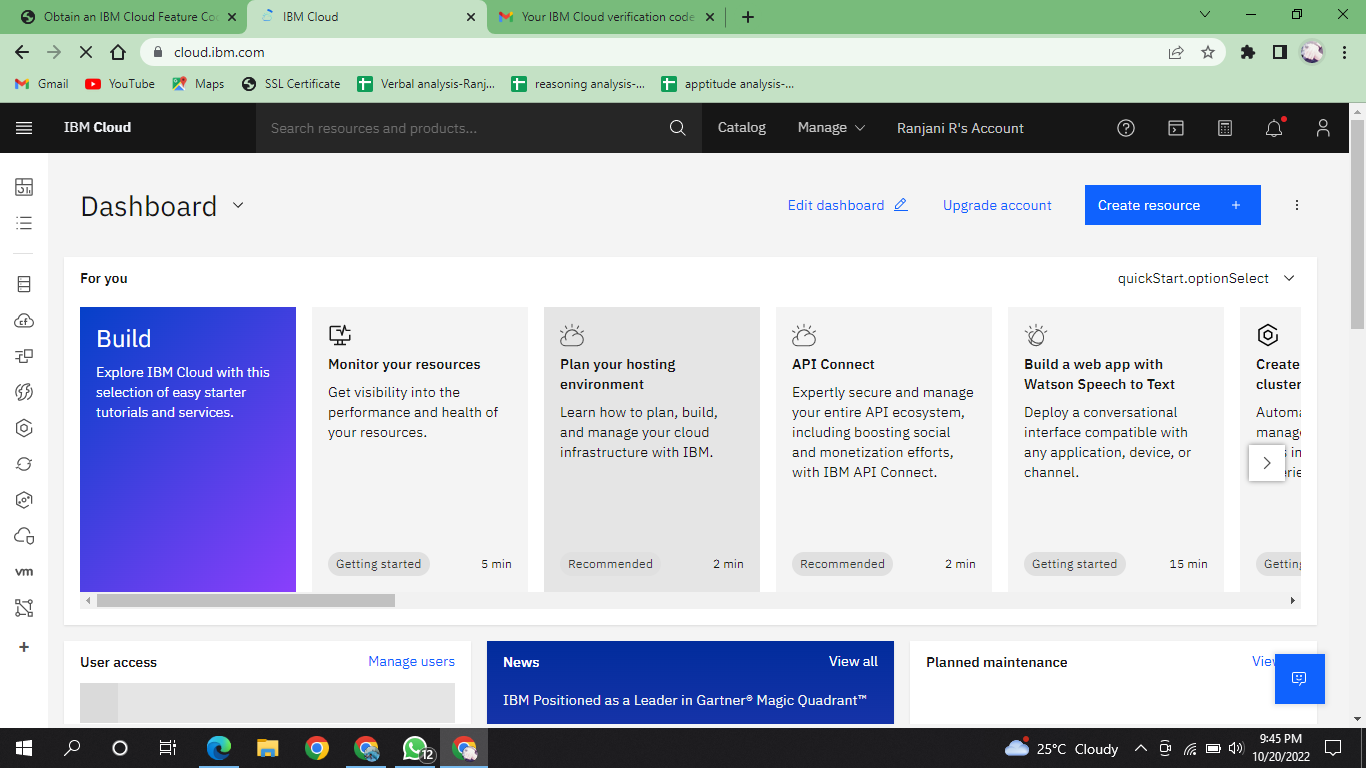 Obtain an IBM Cloud Feature Co
IBM Cloud
Your IBM Cloud verification code
cloud.ibm.com
Gmail
YouTube
Maps
SSL Certificate
Verbal analysis-Ranj...
reasoning analysis-...
apptitude analysis-...
IBM Cloud
Search resources and products...
Catalog
Manage
Ranjani R's Account
Dashboard
Edit dashboard
Upgrade account
Create resource +
For you
quickStart.optionSelect
Build
Explore IBM Cloud with this
selection of easy starter
tutorials and services.
Monitor your resources
Get visibility into the
performance and health of
your resources.
Getting started
5 min
Plan your hosting
environment
Learn how to plan, build,
and manage your cloud
infrastructure with IBM.
Recommended
2 min
API Connect
Expertly secure and manage
your entire API ecosystem,
including boosting social
and monetization efforts,
with IBM API Connect.
Recommended
2 min
Build a web app with
Watson Speech to Text
Deploy a conversational
interface compatible with
any application, device, or
channel.
Getting started
15 min
Create
cluster
Automa
manage
Getting
vm
User access
Manage users
News
View all
IBM Positioned as a Leader in Gartner® Magic Quadrant™
Planned maintenance
View
12
25°C Cloudy
9:45 PM
10/20/2022